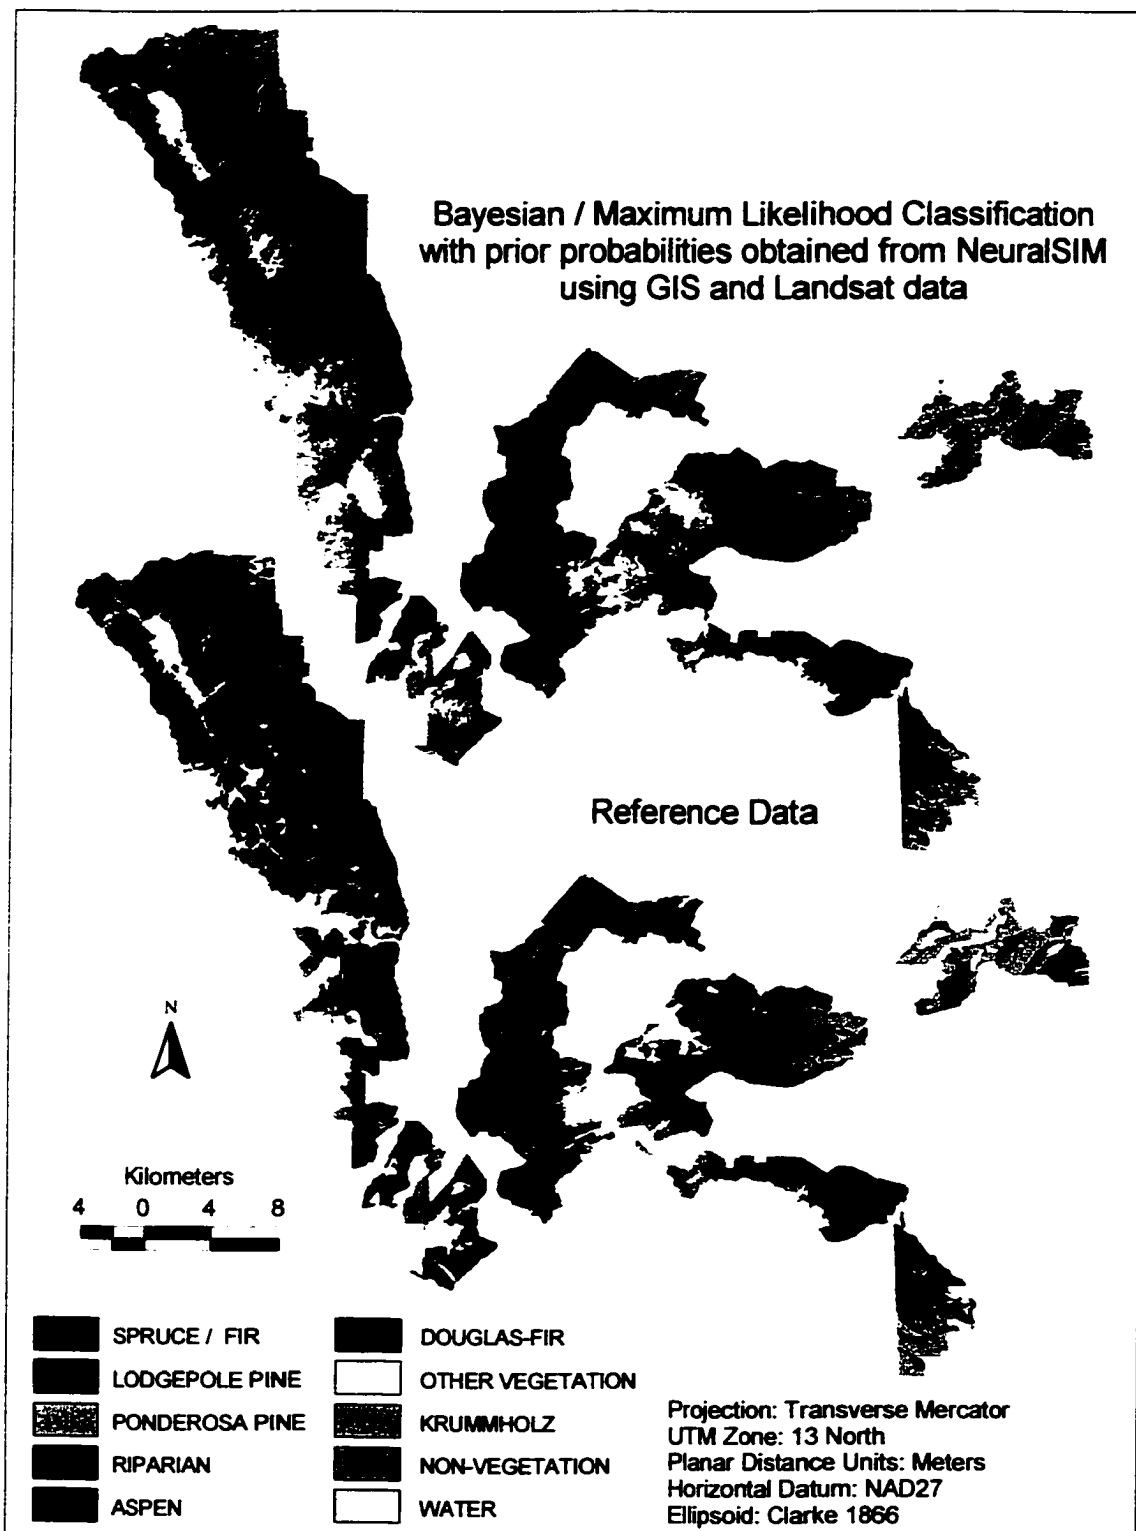 Bayesian / Maximum Likelihood Classification
with prior probabilities obtained from NeuralSIM
using GIS and Landsat data
Reference Data
N
Kilometers
4 0 4 8
SPRUCE / FIR
LODGEPOLE PINE
PONDEROSA PINE
RIPARIAN
ASPEN
DOUGLAS-FIR
OTHER VEGETATION
KRUMMHOLZ
NON-VEGETATION
WATER
Projection: Transverse Mercator
UTM Zone: 13 North
Planar Distance Units: Meters
Horizontal Datum: NAD27
Ellipsoid: Clarke 1866